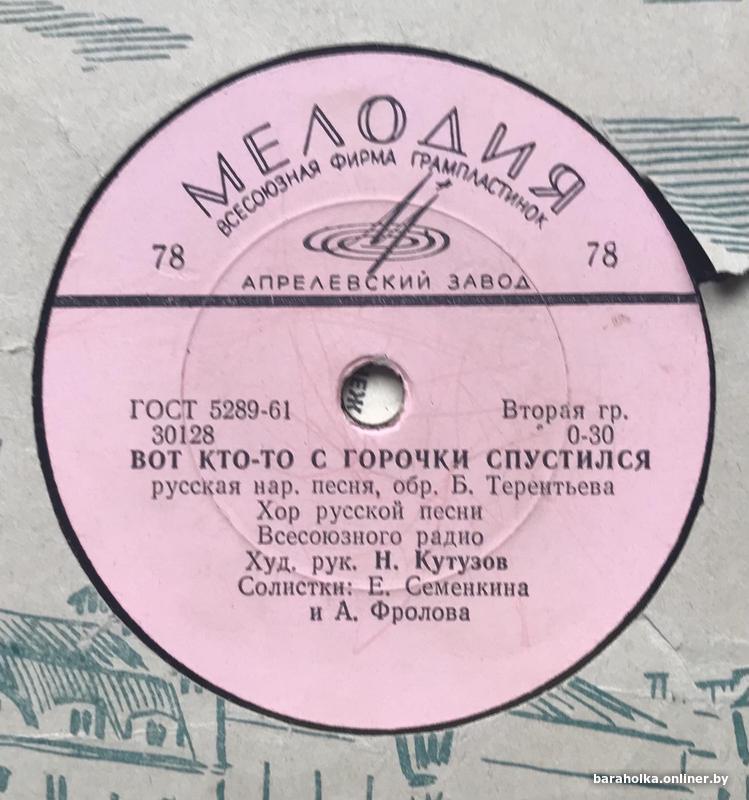 МЕЛОДИЯ
ВСЕСОЮЗНАЯ ФИРМА ГРАМПЛАСТИНОК
78 78
АПРЕЛЕВСКИЙ ЗАВОД
ГОСТ 5289-61 Вторая гр.
30128 0-30
ВОТ КТО-ТО С ГОРОЧКИ СПУСТИЛСЯ
русская нар. песня, обр. Б. Терентьева
Хор русской песни
Всесоюзного радио
Худ. рук. Н. Кутузов
Солистки: Е. Семенкина
и А. Фролова
baraholka.onliner.by